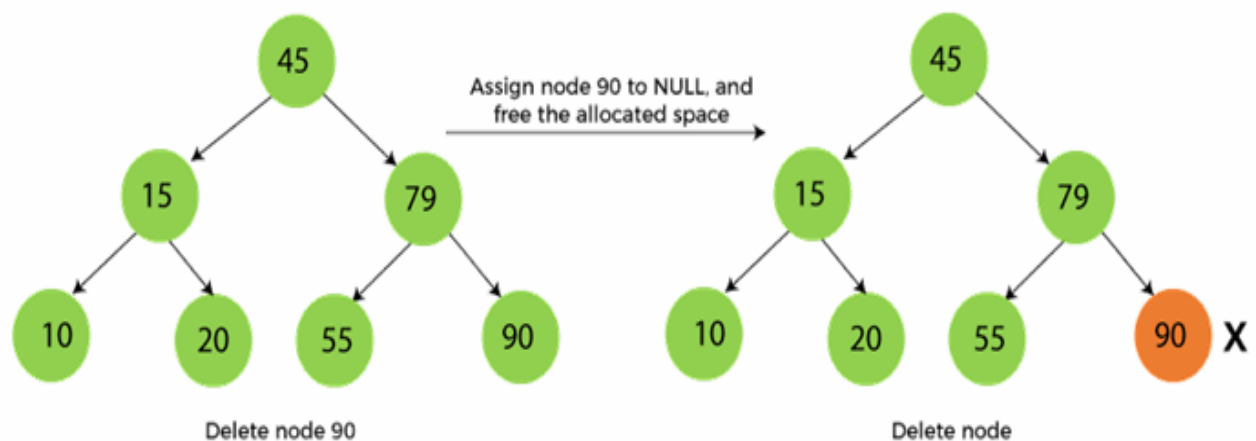 45
45
Assign node 90 to NULL, and
free the allocated space
15
79
15
79
10
20
55
90
10
20
55
90
X
Delete node 90
Delete node